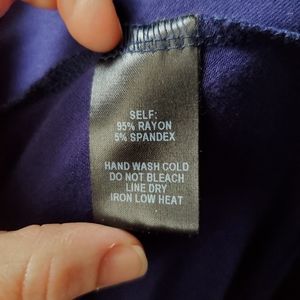 SELF:
95% RAYON
5% SPANDEX
HAND WASH COLD
DO NOT BLEACH
LINE DRY
IRON LOW HEAT